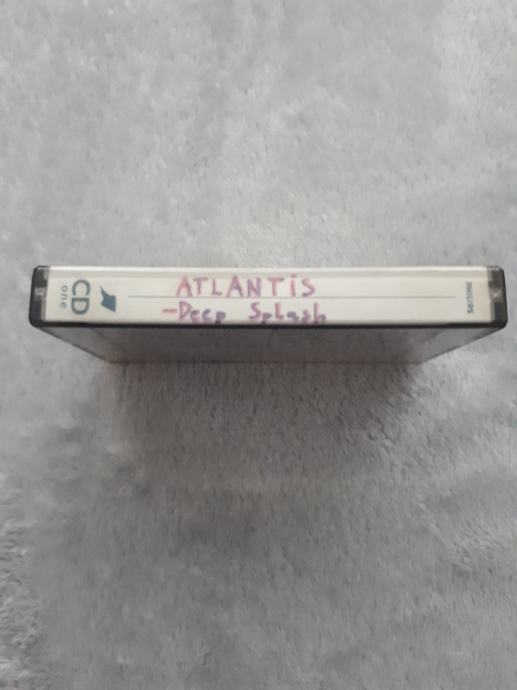 CD
one
ATLANTiS
-Deep Splash
PHILIPS